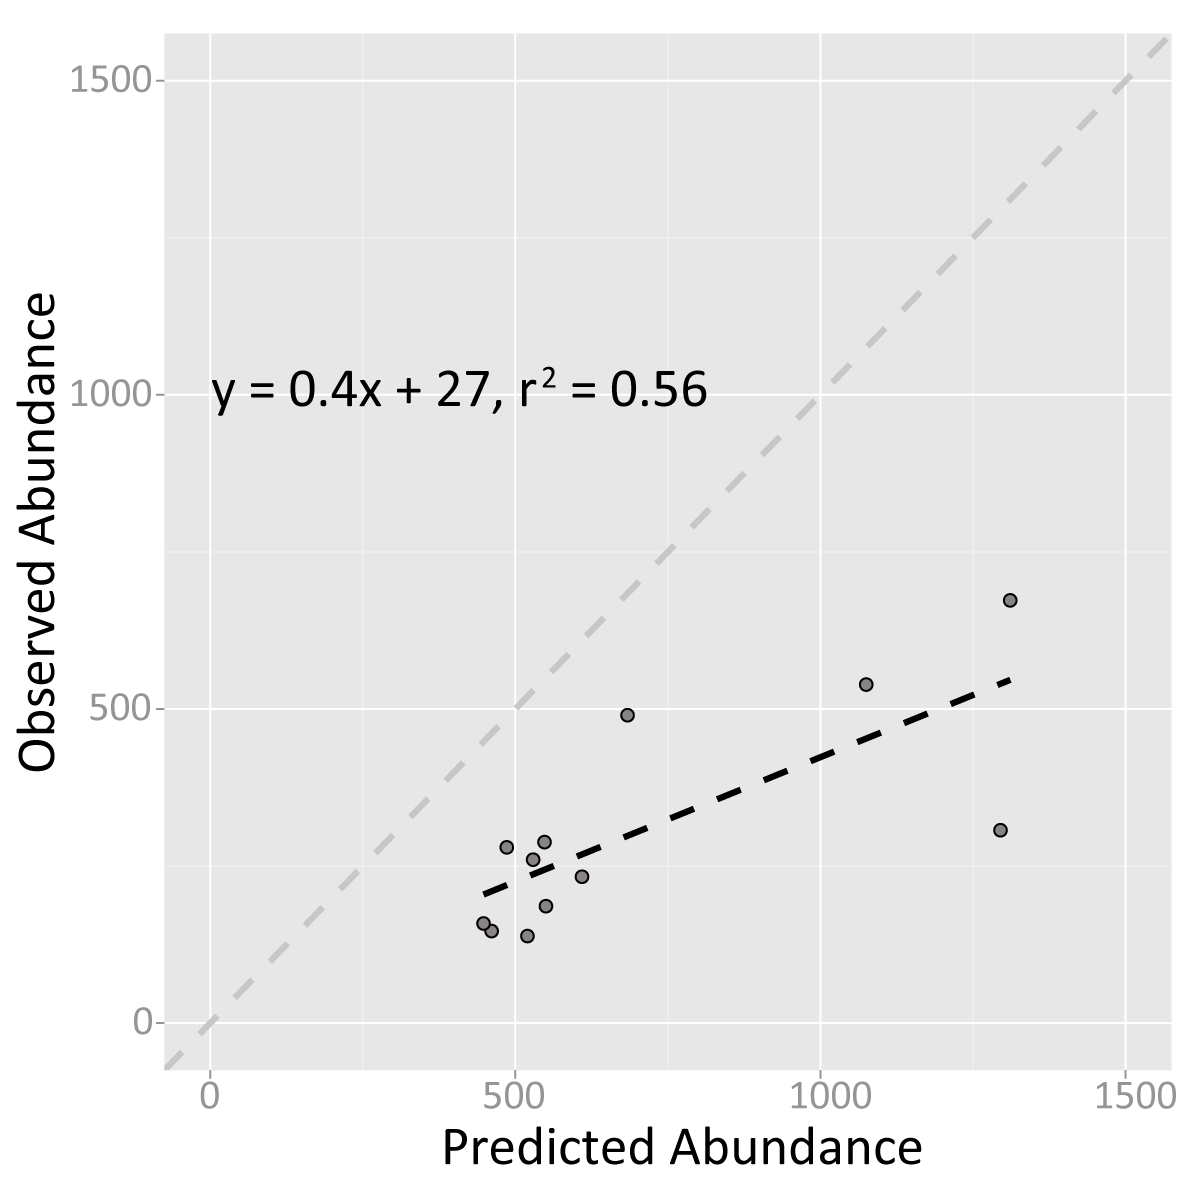 1500
1000
500
0
Observed Abundance
y = 0.4x + 27, r² = 0.56
0 500 1000 1500
Predicted Abundance